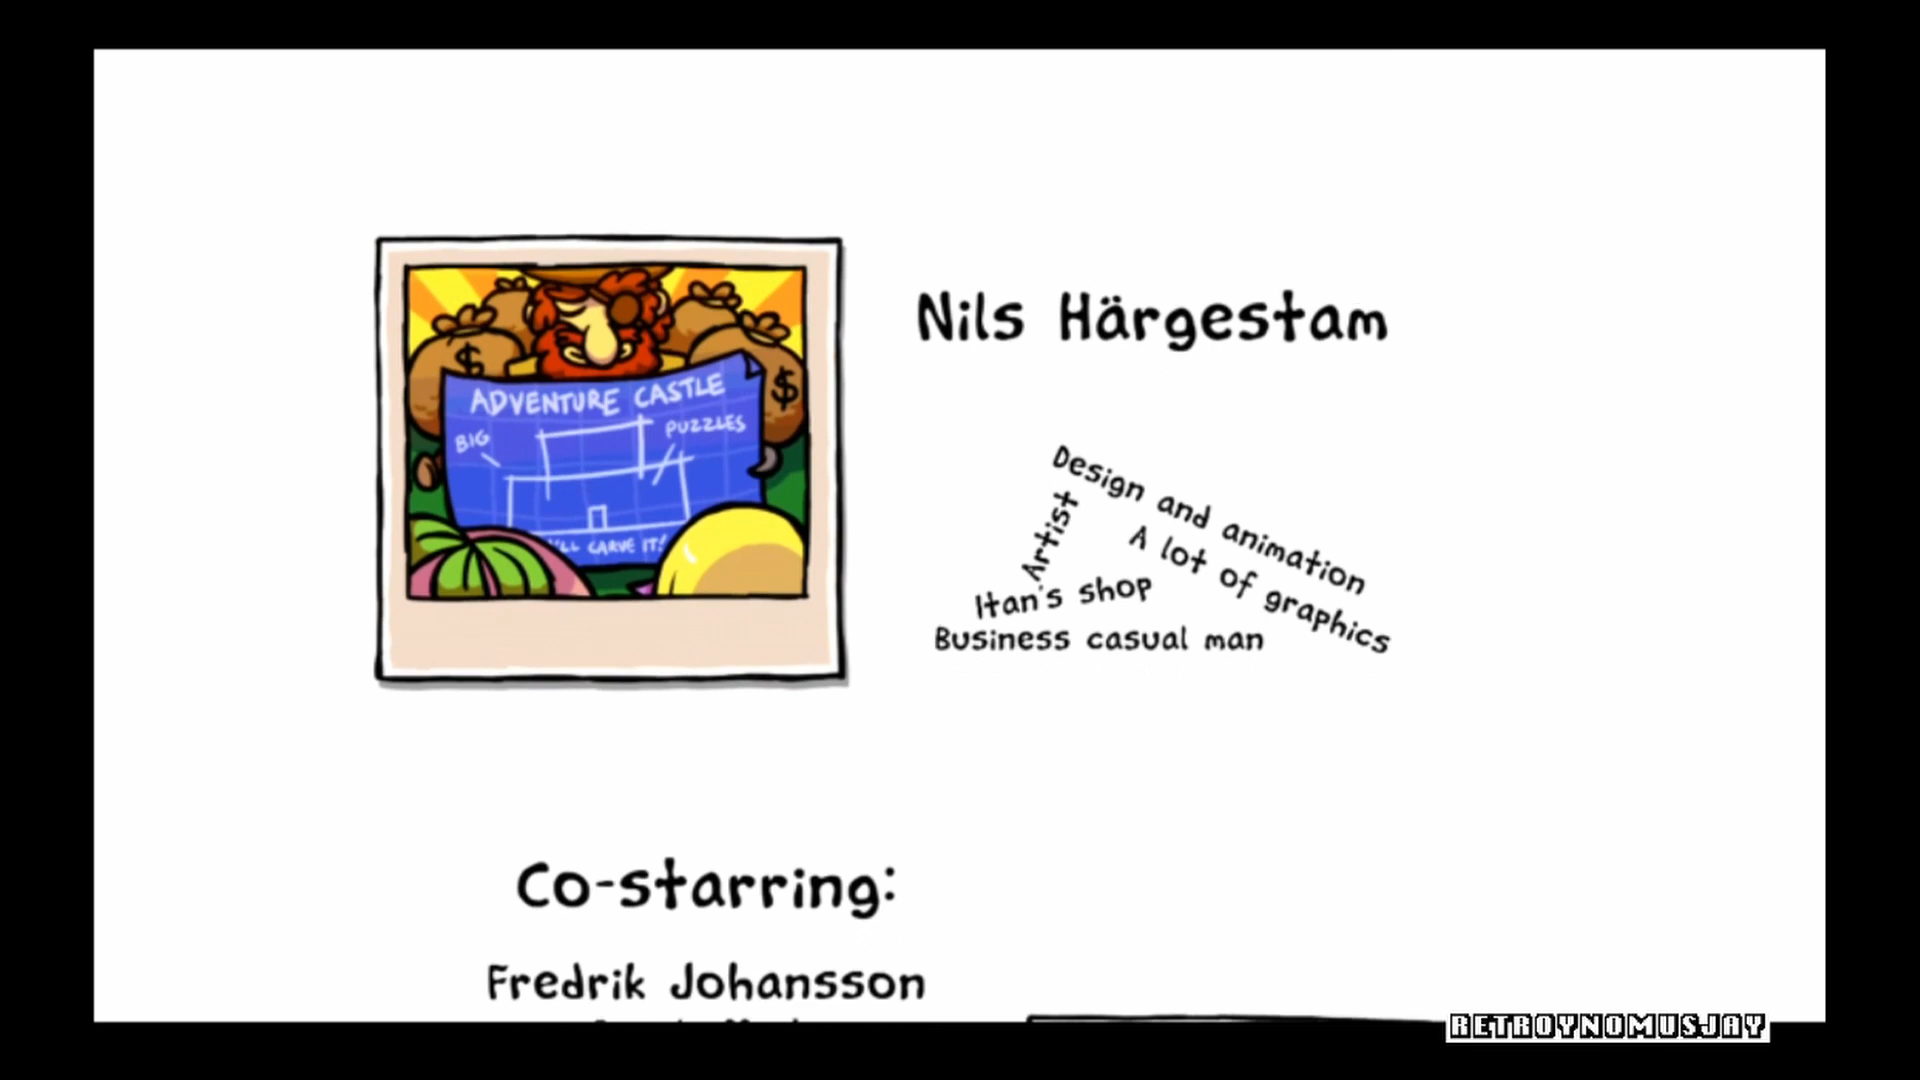 Nils Härgestam
$
$
ADVENTURE CASTLE
BIG
PUZZLES
'LL CARVE IT!
Design and animation
Artist
A lot of graphics
Itan's shop
Business casual man
Co-starring:
Fredrik Johansson
RETROYNOMUSJAY